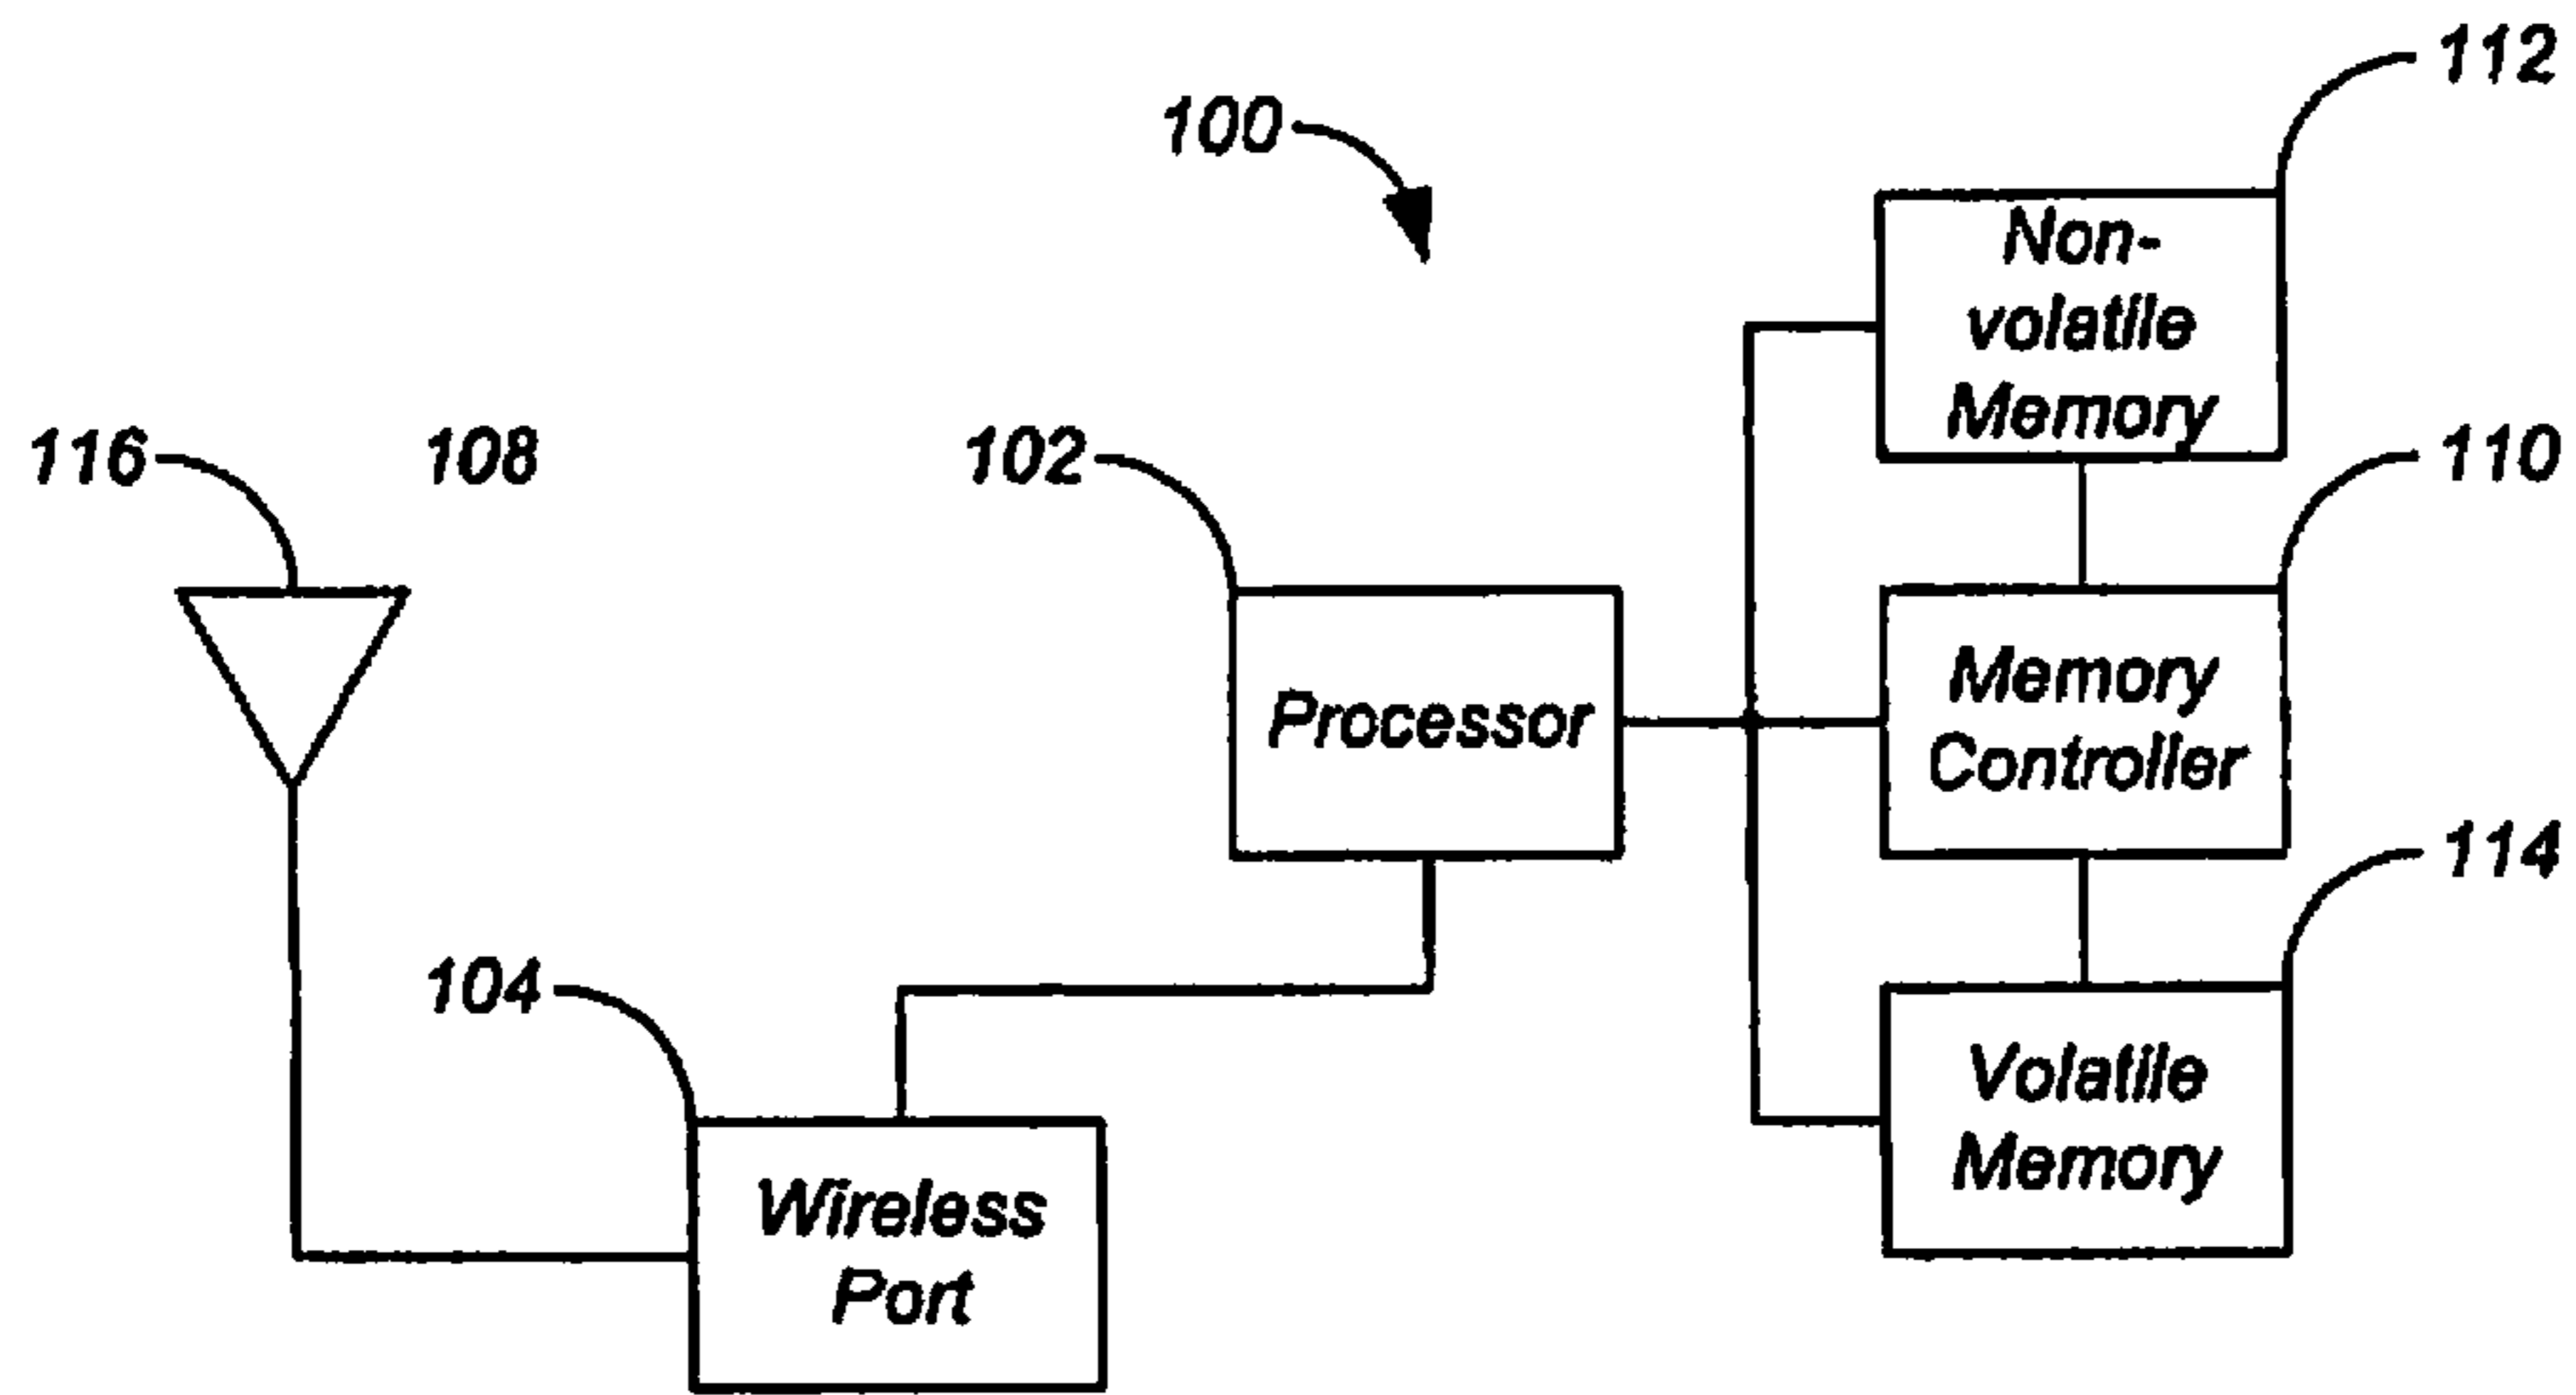 112
100
Non-
volatile
Memory
116
108
102
110
Processor
Memory
Controller
114
104
Volatile
Memory
Wireless
Port